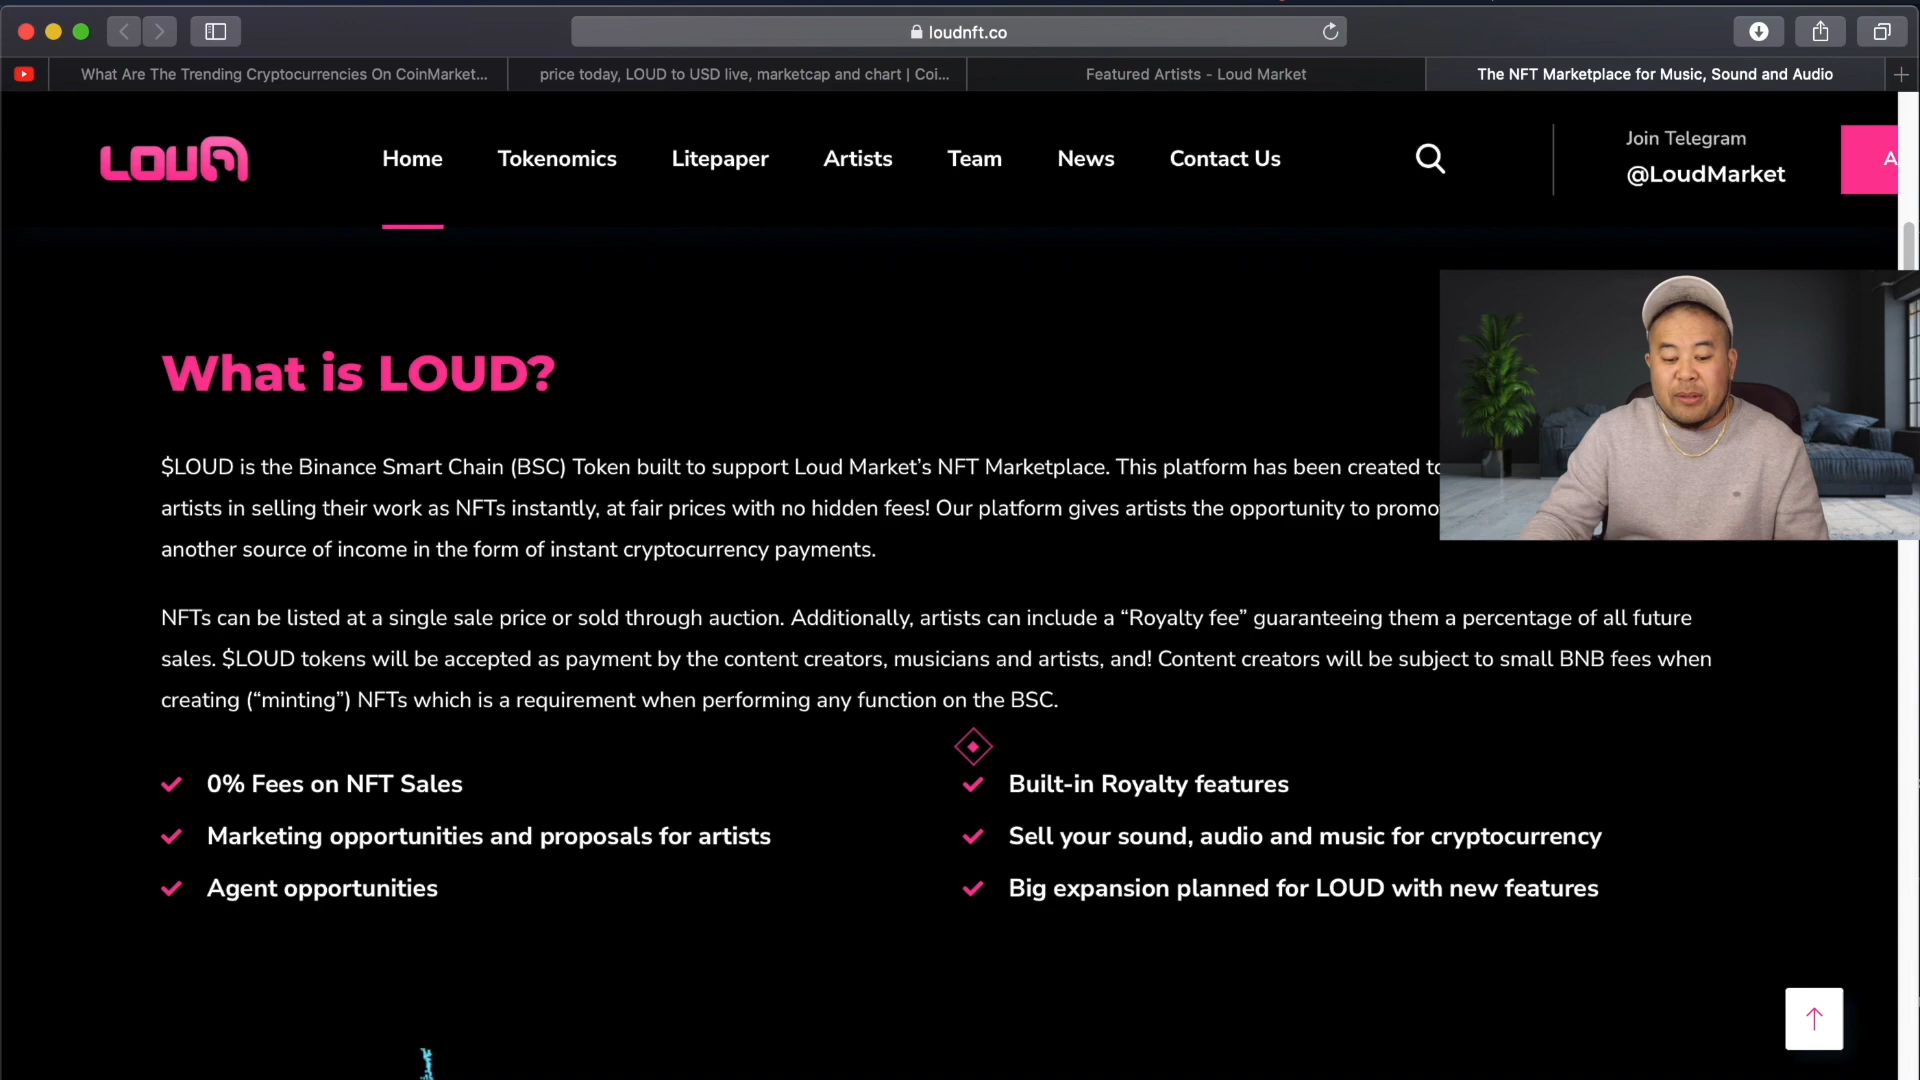 loudnft.co
What Are The Trending Cryptocurrencies On CoinMarket...
price today, LOUD to USD live, marketcap and chart | Coi...
Featured Artists - Loud Market
The NFT Marketplace for Music, Sound and Audio
LOUD
Home
Tokenomics
Litepaper
Artists
Team
News
Contact Us
Join Telegram
@LoudMarket
A
What is LOUD?
$LOUD is the Binance Smart Chain (BSC) Token built to support Loud Market's NFT Marketplace. This platform has been created to
artists in selling their work as NFTs instantly, at fair prices with no hidden fees! Our platform gives artists the opportunity to promo
another source of income in the form of instant cryptocurrency payments.
NFTs can be listed at a single sale price or sold through auction. Additionally, artists can include a “Royalty fee” guaranteeing them a percentage of all future
sales. $LOUD tokens will be accepted as payment by the content creators, musicians and artists, and! Content creators will be subject to small BNB fees when
creating (“minting”) NFTs which is a requirement when performing any function on the BSC.
0% Fees on NFT Sales
Marketing opportunities and proposals for artists
Agent opportunities
Built-in Royalty features
Sell your sound, audio and music for cryptocurrency
Big expansion planned for LOUD with new features